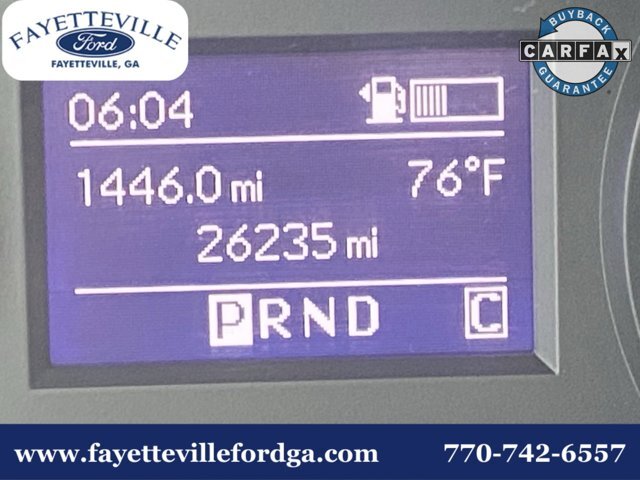 FAYETTEVILLE
Ford
FAYETTEVILLE, GA
BUYBACK
CARFAX
GUARANTEE
06:04
1446.0 mi 76°F
26235 mi
PRND C
www.fayettevillefordga.com 770-742-6557